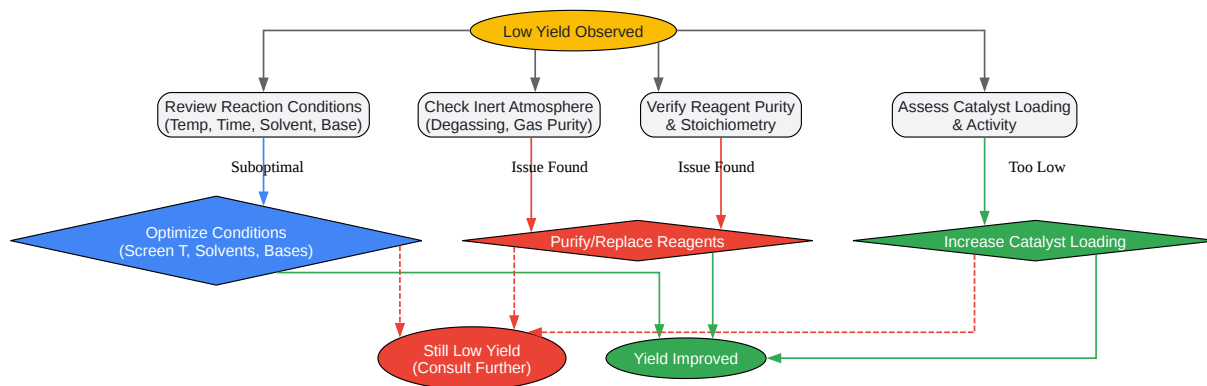 Low Yield Observed
Review Reaction Conditions
(Temp, Time, Solvent, Base)
Check Inert Atmosphere
(Degassing, Gas Purity)
Verify Reagent Purity
& Stoichiometry
Assess Catalyst Loading
& Activity
Suboptimal
Issue Found
Issue Found
Too Low
Optimize Conditions
(Screen T, Solvents, Bases)
Purify/Replace Reagents
Increase Catalyst Loading
Still Low Yield
(Consult Further)
Yield Improved